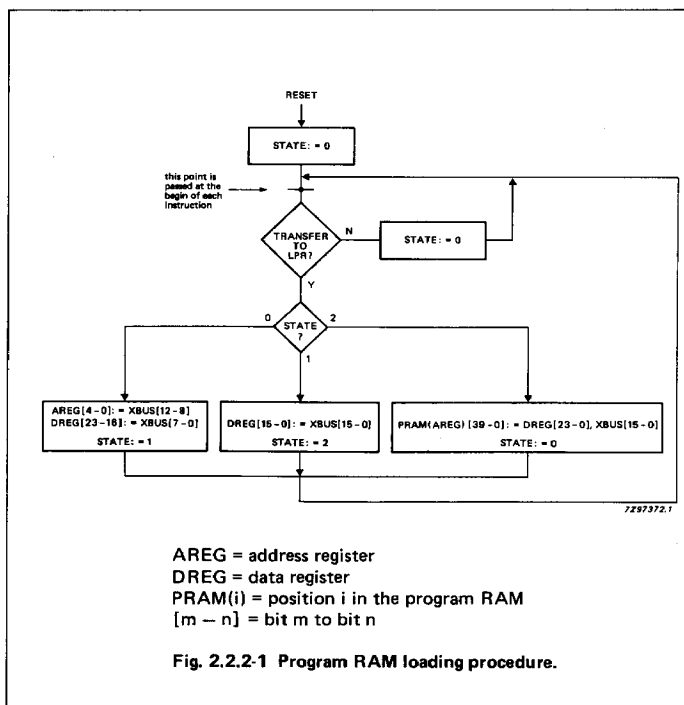 RESET
STATE: = 0
this point is
passed at the
begin of each
instruction
TRANSFER
TO
LPR?
N
STATE: = 0
Y
0
STATE
?
2
1
AREG[4-0]: = XBUS[12-8]
DREG[23-16]: = XBUS[7-0]
STATE: = 1
DREG[15-0]: = XBUS[15-0]
STATE: = 2
PRAM(AREG) [39-0]: = DREG[23-0], XBUS[15-0]
STATE: = 0
7Z97372.1
AREG = address register
DREG = data register
PRAM(i) = position i in the program RAM
[m – n] = bit m to bit n
Fig. 2.2.2-1 Program RAM loading procedure.